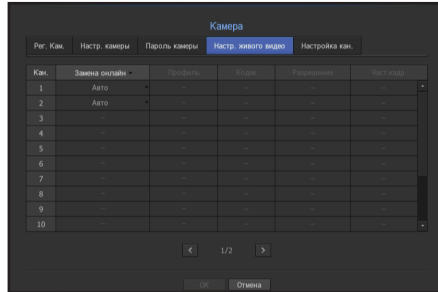 Камера
Рег. Кам. Настр. камеры Пароль камеры Настр. живого видео Настройка кан.
Кан. Замена онлайн Профиль Кодек Разрешение Част.кадр
1 Авто -- -- -- --
2 Авто -- -- -- --
3 -- -- -- -- --
4 -- -- -- -- --
5 -- -- -- -- --
6 -- -- -- -- --
7 -- -- -- -- --
8 -- -- -- -- --
9 -- -- -- -- --
10 -- -- -- -- --
< 1/2 >
OK Отмена